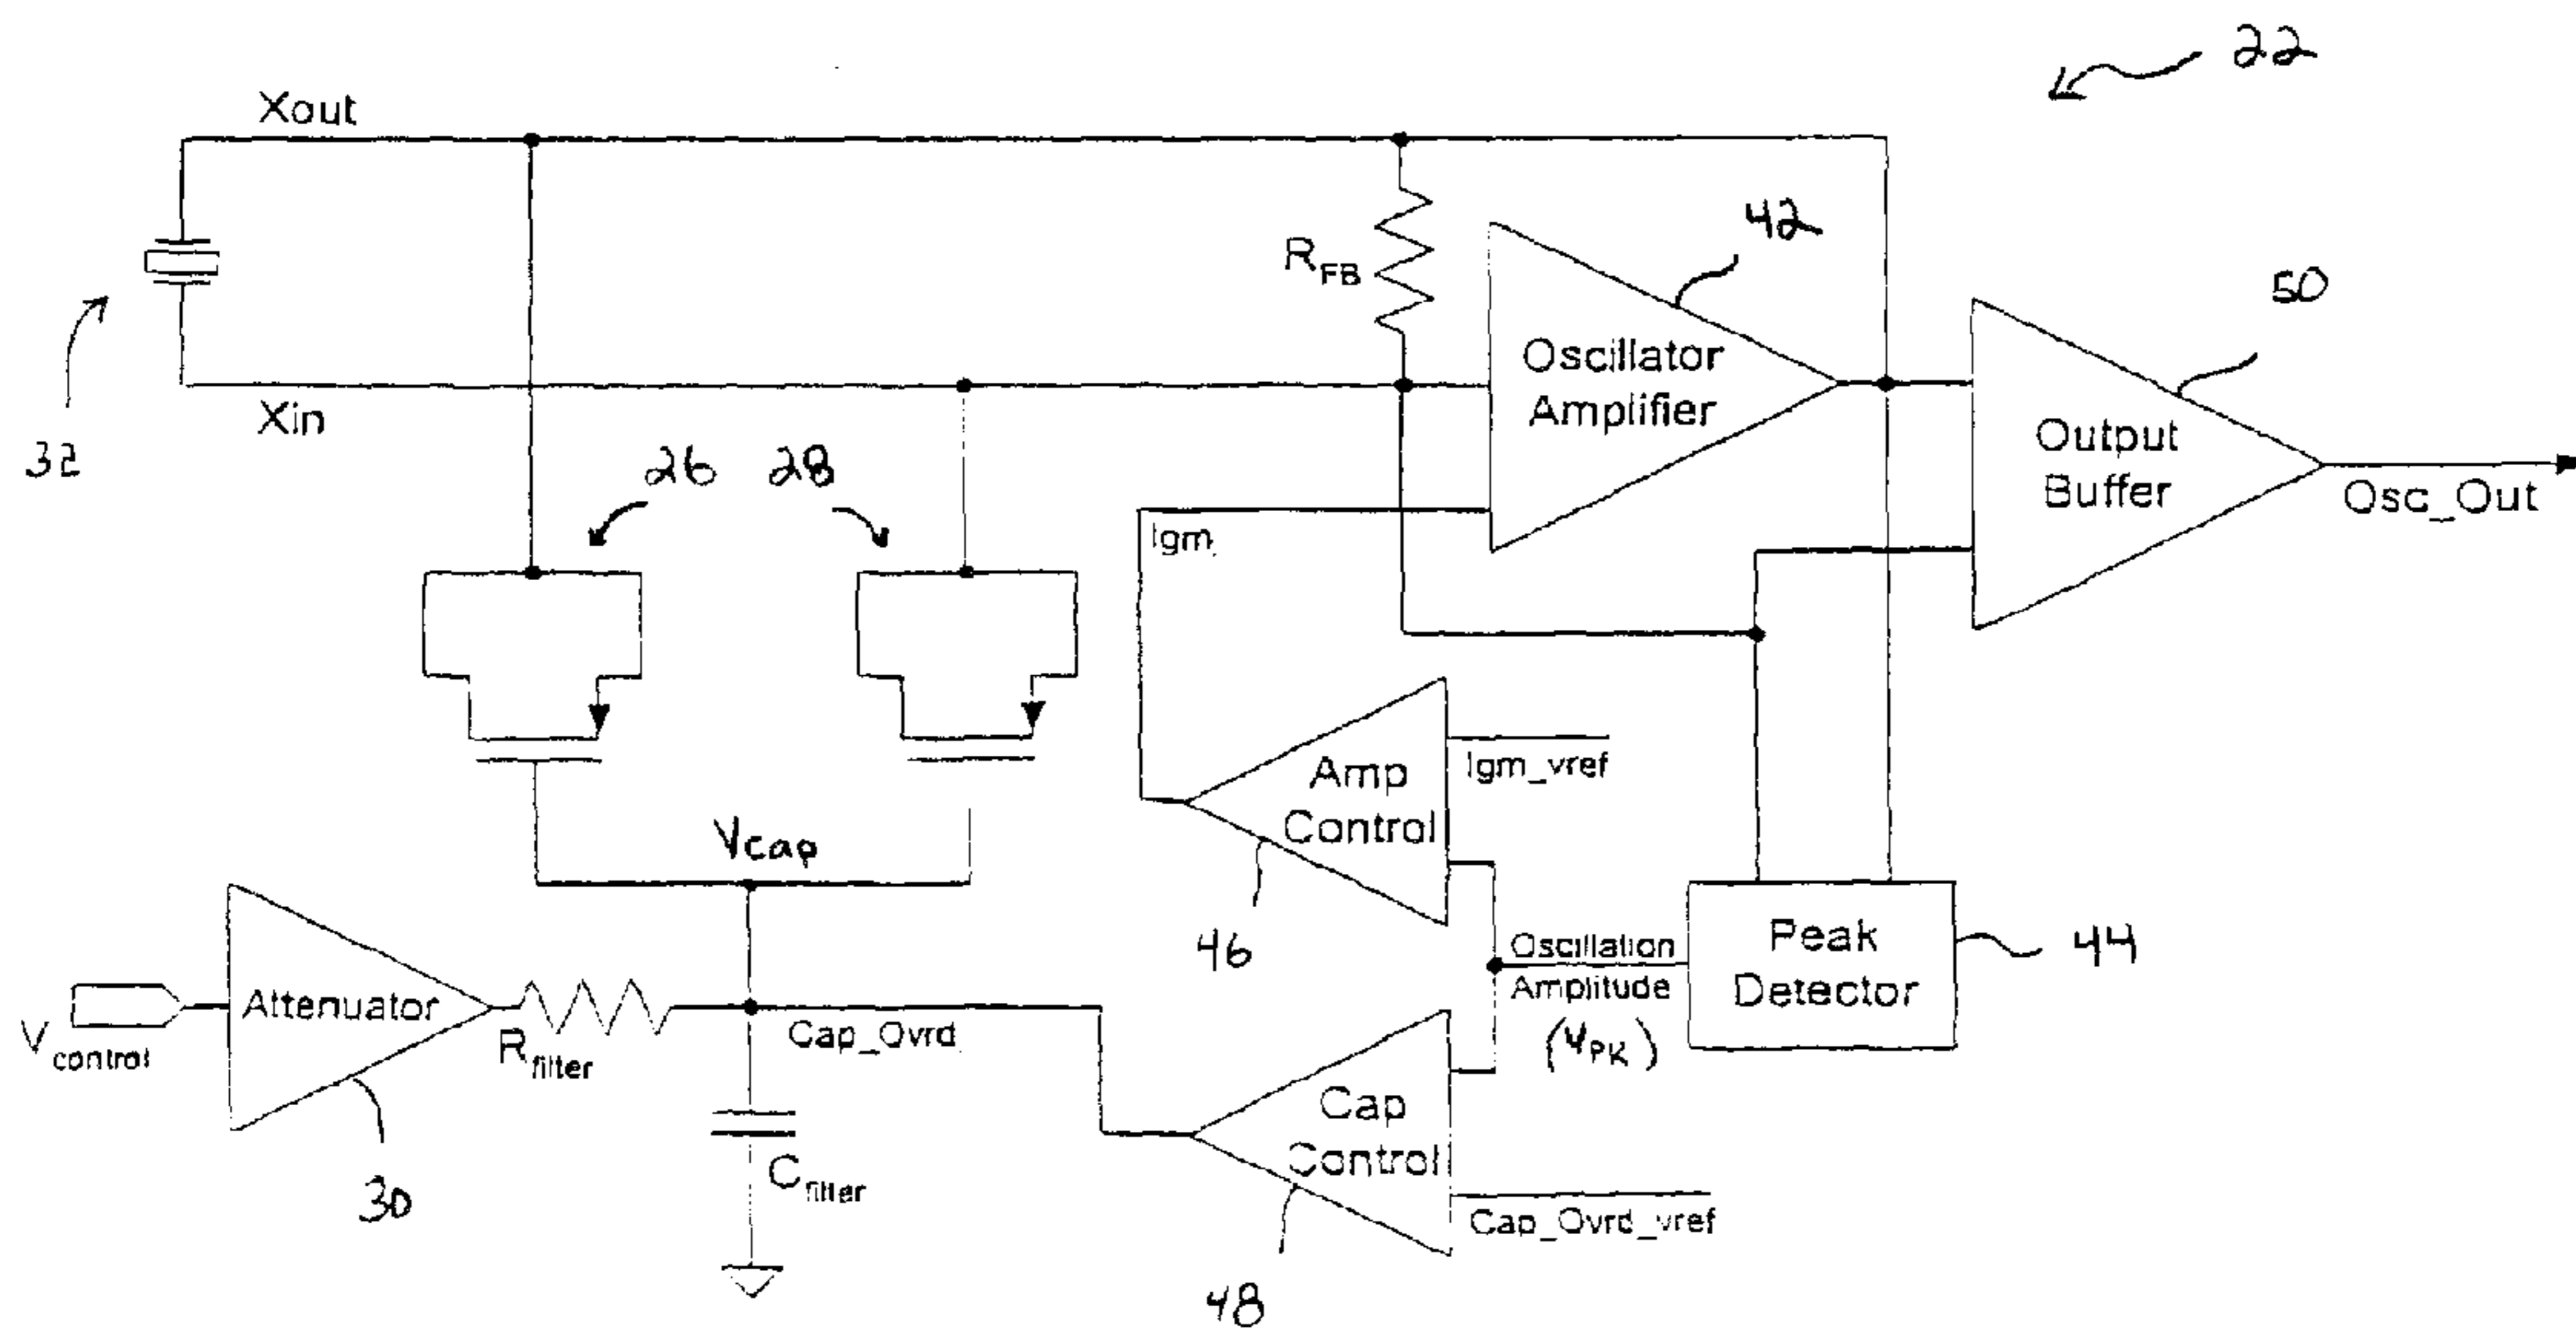 22
Xout
42
R_FB
50
Oscillator
Amplifier
Xin
32
26
28
Output
Buffer
Osc_Out
Igm
Igm_vref
Amp
Control
Vcap
46
Oscillation
Amplitude
(VPK)
Peak
Detector
44
Attenuator
Vcontrol
Rfilter
Cap_Ovrd
Cap
Control
Cfilter
30
Cap_Ovrd_vref
48